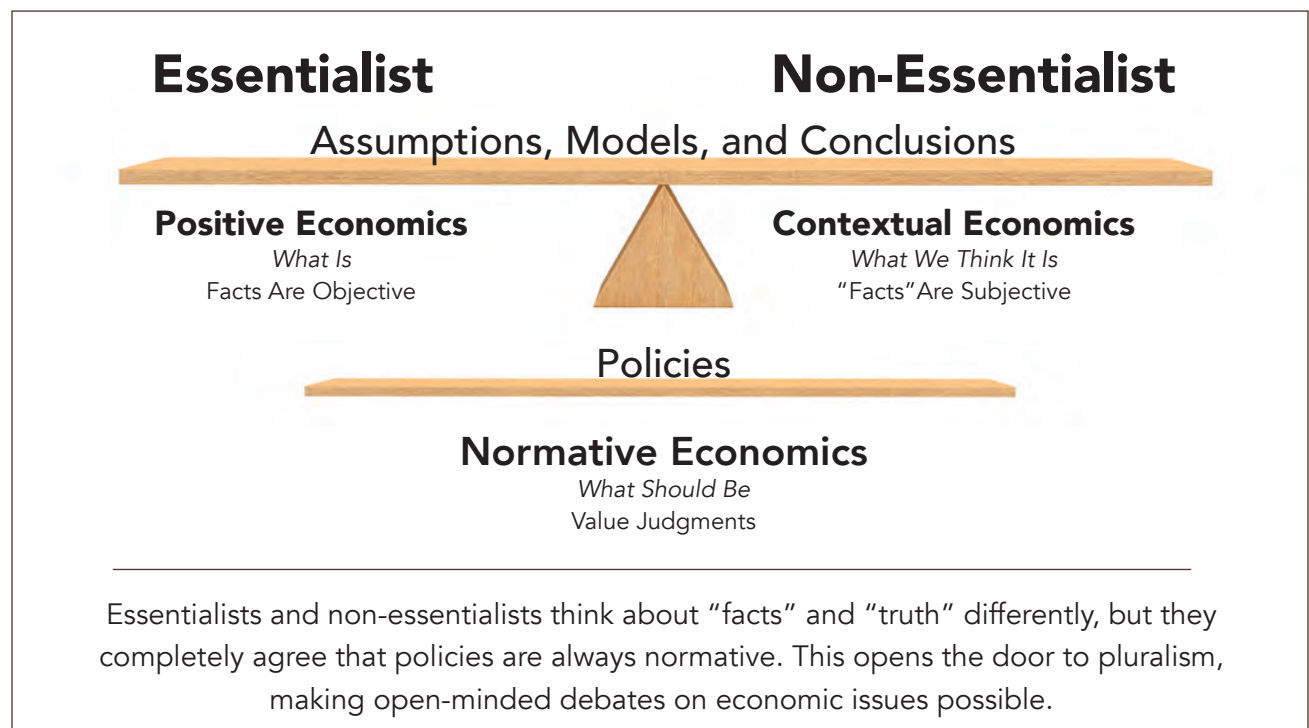 Essentialist
Non-Essentialist
Assumptions, Models, and Conclusions
Positive Economics
What Is
Facts Are Objective
Contextual Economics
What We Think It Is
“Facts”Are Subjective
Policies
Normative Economics
What Should Be
Value Judgments
Essentialists and non-essentialists think about “facts” and “truth” differently, but they
completely agree that policies are always normative. This opens the door to pluralism,
making open-minded debates on economic issues possible.